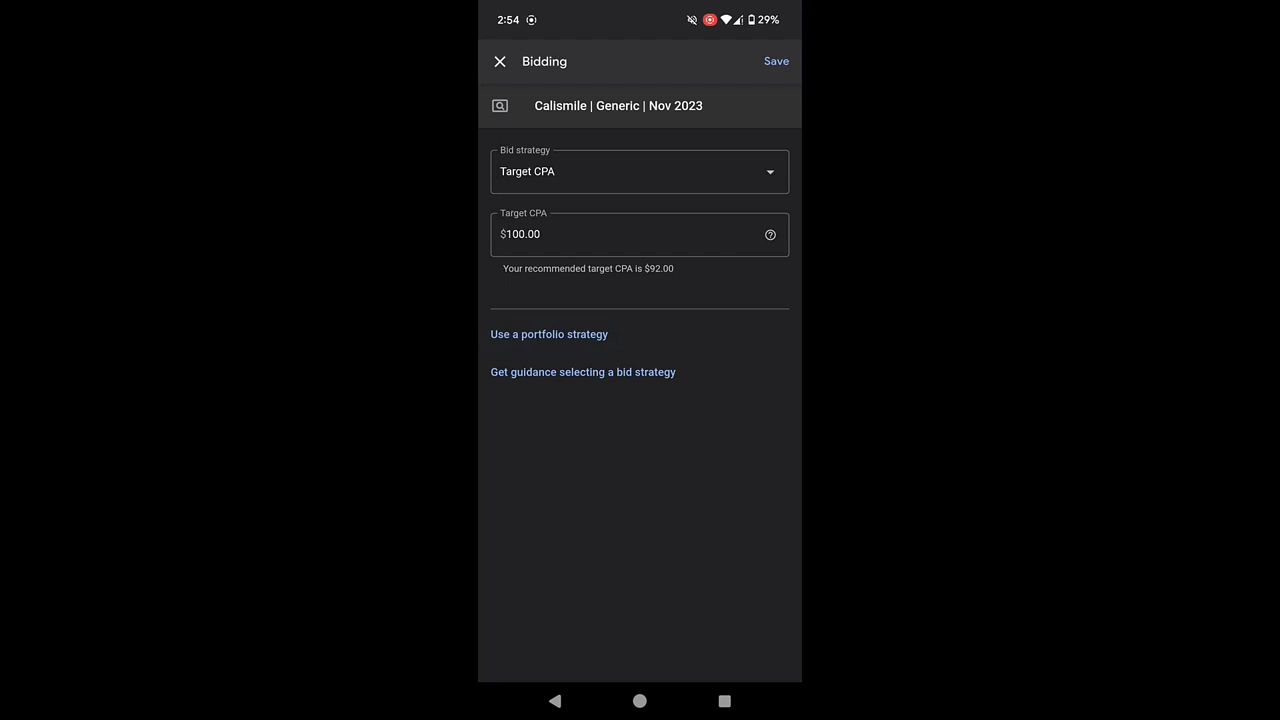 2:54
29%
Bidding
Save
Calismile | Generic | Nov 2023
Bid strategy
Target CPA
Target CPA
$100.00
Your recommended target CPA is $92.00
Use a portfolio strategy
Get guidance selecting a bid strategy